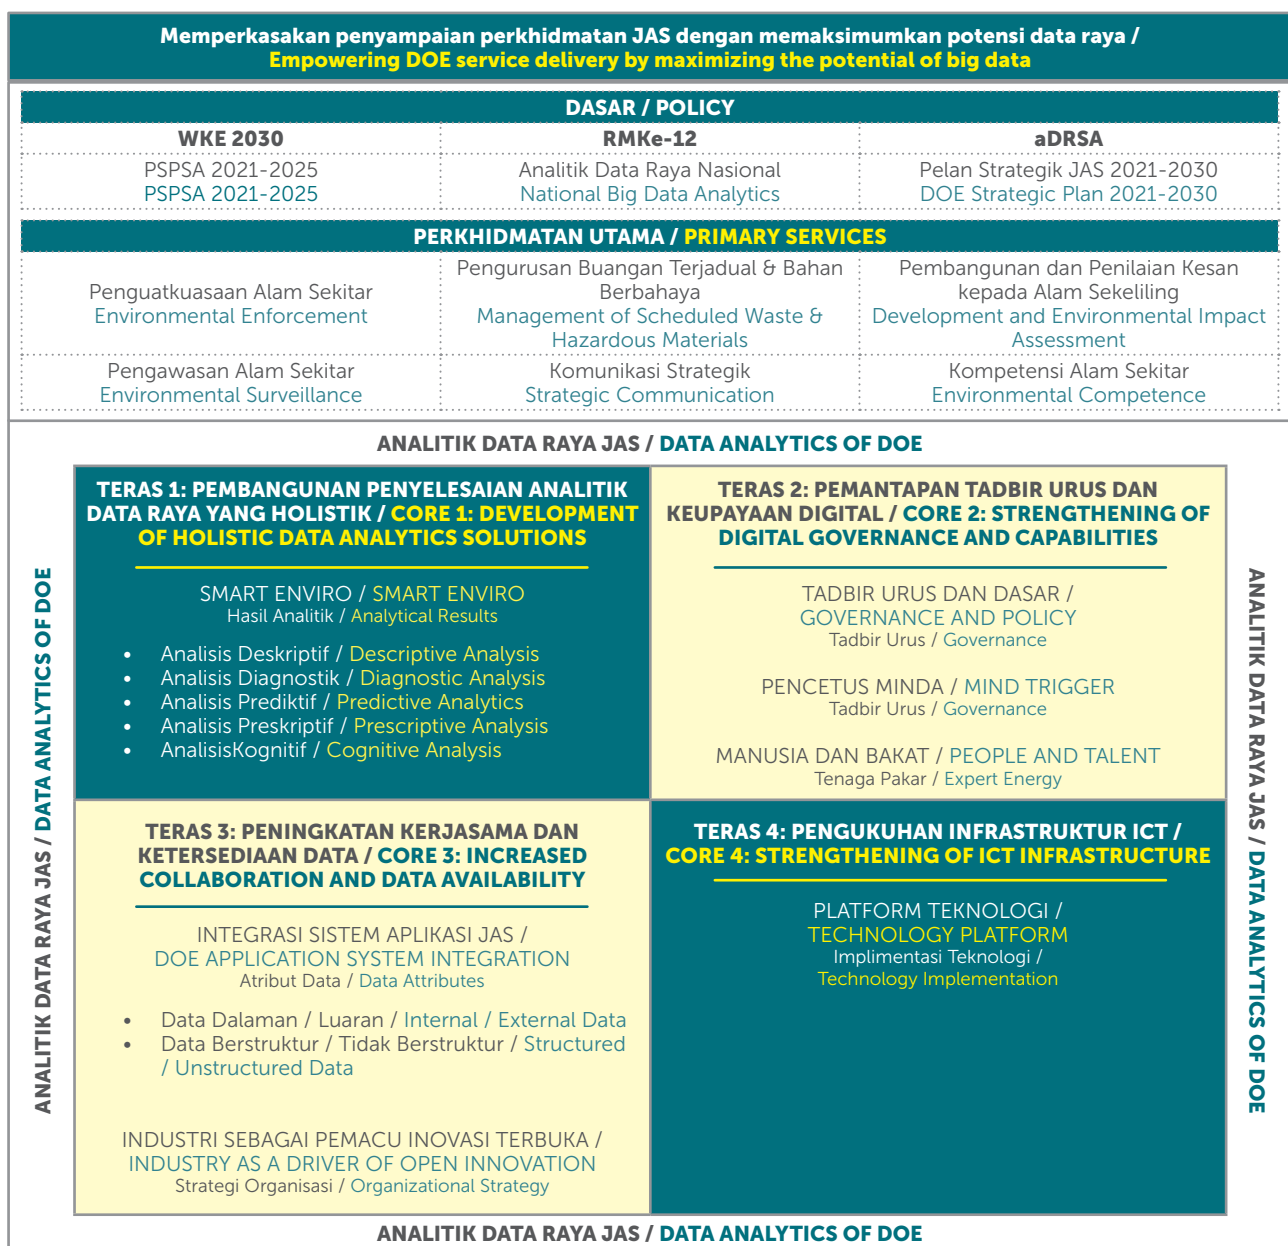 Memperkasakan penyampaian perkhidmatan JAS dengan memaksimumkan potensi data raya /
Empowering DOE service delivery by maximizing the potential of big data
DASAR / POLICY
WKE 2030
RMKe-12
aDRSA
PSPSA 2021-2025
PSPSA 2021-2025
Analitik Data Raya Nasional
National Big Data Analytics
Pelan Strategik JAS 2021-2030
DOE Strategic Plan 2021-2030
PERKHIDMATAN UTAMA / PRIMARY SERVICES
Penguatkuasaan Alam Sekitar
Environmental Enforcement
Pengurusan Buangan Terjadual & Bahan
Berbahaya
Management of Scheduled Waste &
Hazardous Materials
Pembangunan dan Penilaian Kesan
kepada Alam Sekeliling
Development and Environmental Impact
Assessment
Pengawasan Alam Sekitar
Environmental Surveillance
Komunikasi Strategik
Strategic Communication
Kompetensi Alam Sekitar
Environmental Competence
ANALITIK DATA RAYA JAS / DATA ANALYTICS OF DOE
ANALITIK DATA RAYA JAS / DATA ANALYTICS OF DOE
TERAS 1: PEMBANGUNAN PENYELESAIAN ANALITIK
DATA RAYA YANG HOLISTIK / CORE 1: DEVELOPMENT
OF HOLISTIC DATA ANALYTICS SOLUTIONS
SMART ENVIRO / SMART ENVIRO
Hasil Analitik / Analytical Results
• Analisis Deskriptif / Descriptive Analysis
• Analisis Diagnostik / Diagnostic Analysis
• Analisis Prediktif / Predictive Analytics
• Analisis Preskriptif / Prescriptive Analysis
• AnalisisKognitif / Cognitive Analysis
TERAS 2: PEMANTAPAN TADBIR URUS DAN
KEUPAYAAN DIGITAL / CORE 2: STRENGTHENING OF
DIGITAL GOVERNANCE AND CAPABILITIES
TADBIR URUS DAN DASAR /
GOVERNANCE AND POLICY
Tadbir Urus / Governance
PENCETUS MINDA / MIND TRIGGER
Tadbir Urus / Governance
MANUSIA DAN BAKAT / PEOPLE AND TALENT
Tenaga Pakar / Expert Energy
TERAS 3: PENINGKATAN KERJASAMA DAN
KETERSEDIAAN DATA / CORE 3: INCREASED
COLLABORATION AND DATA AVAILABILITY
INTEGRASI SISTEM APLIKASI JAS /
DOE APPLICATION SYSTEM INTEGRATION
Atribut Data / Data Attributes
• Data Dalaman / Luaran / Internal / External Data
• Data Berstruktur / Tidak Berstruktur / Structured
/ Unstructured Data
INDUSTRI SEBAGAI PEMACU INOVASI TERBUKA /
INDUSTRY AS A DRIVER OF OPEN INNOVATION
Strategi Organisasi / Organizational Strategy
TERAS 4: PENGUKUHAN INFRASTRUKTUR ICT /
CORE 4: STRENGTHENING OF ICT INFRASTRUCTURE
PLATFORM TEKNOLOGI /
TECHNOLOGY PLATFORM
Implimentasi Teknologi /
Technology Implementation
ANALITIK DATA RAYA JAS / DATA ANALYTICS OF DOE
ANALITIK DATA RAYA JAS / DATA ANALYTICS OF DOE